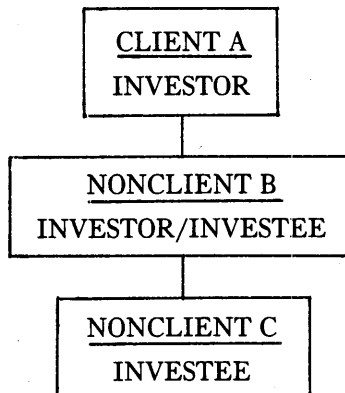 CLIENT A
INVESTOR
NONCLIENT B
INVESTOR/INVESTEE
NONCLIENT C
INVESTEE